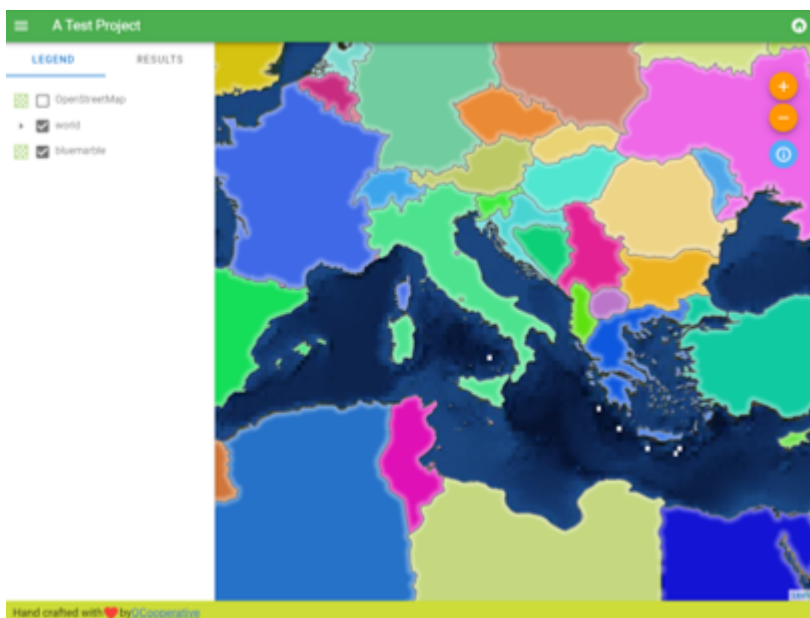 A Test Project
LEGEND RESULTS
OpenStreetMap
world
bluemarble
Hand crafted with ❤ by QCooperative